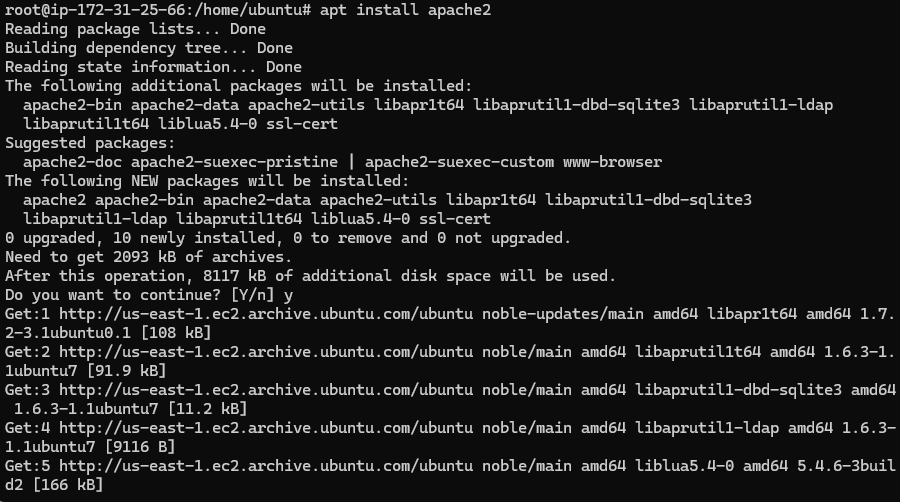 root@ip-172-31-25-66:/home/ubuntu# apt install apache2
Reading package lists... Done
Building dependency tree... Done
Reading state information... Done
The following additional packages will be installed:
  apache2-bin apache2-data apache2-utils libapr1t64 libaprutil1-dbd-sqlite3 libaprutil1-ldap
  libaprutil1t64 liblua5.4-0 ssl-cert
Suggested packages:
  apache2-doc apache2-suexec-pristine | apache2-suexec-custom www-browser
The following NEW packages will be installed:
  apache2 apache2-bin apache2-data apache2-utils libapr1t64 libaprutil1-dbd-sqlite3
  libaprutil1-ldap libaprutil1t64 liblua5.4-0 ssl-cert
0 upgraded, 10 newly installed, 0 to remove and 0 not upgraded.
Need to get 2093 kB of archives.
After this operation, 8117 kB of additional disk space will be used.
Do you want to continue? [Y/n] y
Get:1 http://us-east-1.ec2.archive.ubuntu.com/ubuntu noble-updates/main amd64 libapr1t64 amd64 1.7.
2-3.1ubuntu0.1 [108 kB]
Get:2 http://us-east-1.ec2.archive.ubuntu.com/ubuntu noble/main amd64 libaprutil1t64 amd64 1.6.3-1.
1ubuntu7 [91.9 kB]
Get:3 http://us-east-1.ec2.archive.ubuntu.com/ubuntu noble/main amd64 libaprutil1-dbd-sqlite3 amd64
 1.6.3-1.1ubuntu7 [11.2 kB]
Get:4 http://us-east-1.ec2.archive.ubuntu.com/ubuntu noble/main amd64 libaprutil1-ldap amd64 1.6.3-
1.1ubuntu7 [9116 B]
Get:5 http://us-east-1.ec2.archive.ubuntu.com/ubuntu noble/main amd64 liblua5.4-0 amd64 5.4.6-3buil
d2 [166 kB]